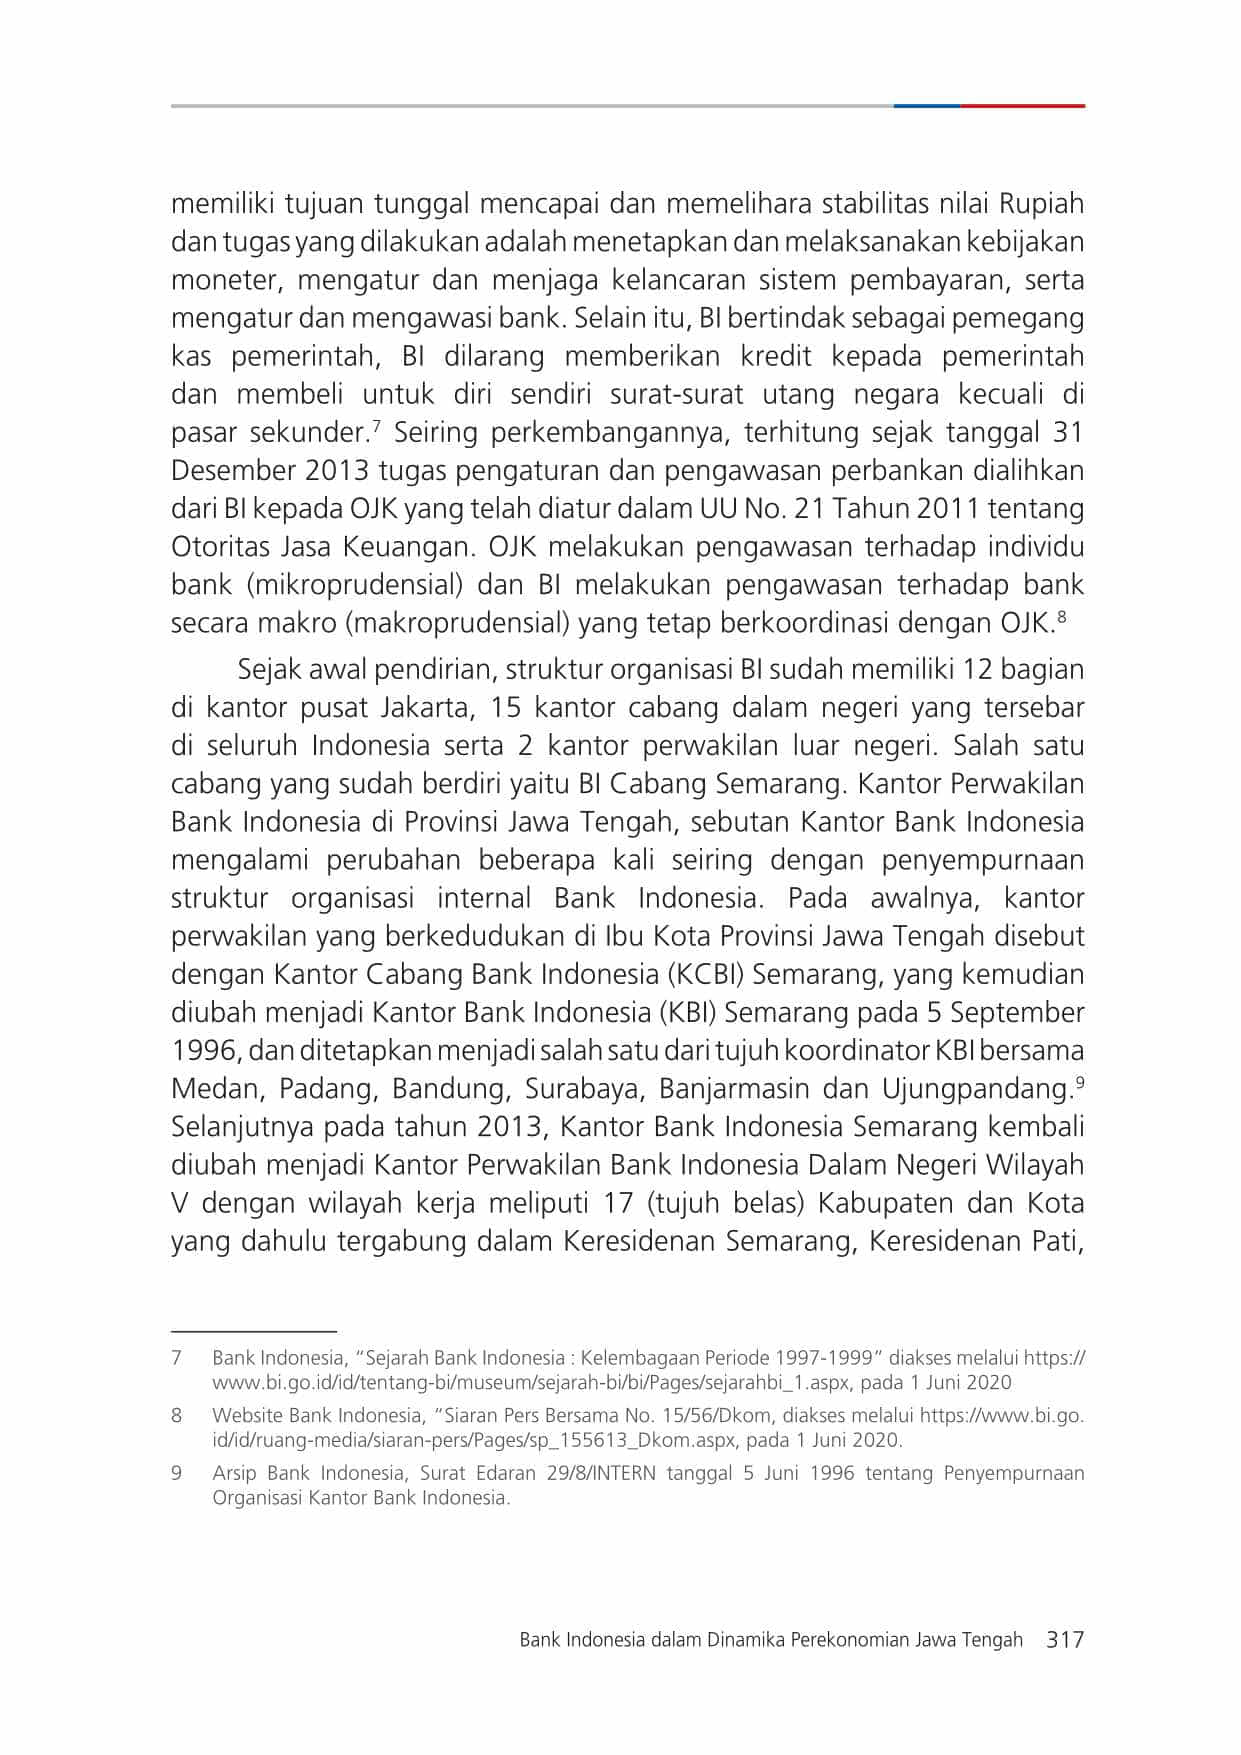 memiliki tujuan tunggal mencapai dan memelihara stabilitas nilai Rupiah
dan tugas yang dilakukan adalah menetapkan dan melaksanakan kebijakan
moneter, mengatur dan menjaga kelancaran sistem pembayaran, serta
mengatur dan mengawasi bank. Selain itu, BI bertindak sebagai pemegang
kas pemerintah, BI dilarang memberikan kredit kepada pemerintah
dan membeli untuk diri sendiri surat-surat utang negara kecuali di
pasar sekunder.⁷ Seiring perkembangannya, terhitung sejak tanggal 31
Desember 2013 tugas pengaturan dan pengawasan perbankan dialihkan
dari BI kepada OJK yang telah diatur dalam UU No. 21 Tahun 2011 tentang
Otoritas Jasa Keuangan. OJK melakukan pengawasan terhadap individu
bank (mikroprudensial) dan BI melakukan pengawasan terhadap bank
secara makro (makroprudensial) yang tetap berkoordinasi dengan OJK.⁸
Sejak awal pendirian, struktur organisasi BI sudah memiliki 12 bagian
di kantor pusat Jakarta, 15 kantor cabang dalam negeri yang tersebar
di seluruh Indonesia serta 2 kantor perwakilan luar negeri. Salah satu
cabang yang sudah berdiri yaitu BI Cabang Semarang. Kantor Perwakilan
Bank Indonesia di Provinsi Jawa Tengah, sebutan Kantor Bank Indonesia
mengalami perubahan beberapa kali seiring dengan penyempurnaan
struktur organisasi internal Bank Indonesia. Pada awalnya, kantor
perwakilan yang berkedudukan di Ibu Kota Provinsi Jawa Tengah disebut
dengan Kantor Cabang Bank Indonesia (KCBI) Semarang, yang kemudian
diubah menjadi Kantor Bank Indonesia (KBI) Semarang pada 5 September
1996, dan ditetapkan menjadi salah satu dari tujuh koordinator KBI bersama
Medan, Padang, Bandung, Surabaya, Banjarmasin dan Ujungpandang.⁹
Selanjutnya pada tahun 2013, Kantor Bank Indonesia Semarang kembali
diubah menjadi Kantor Perwakilan Bank Indonesia Dalam Negeri Wilayah
V dengan wilayah kerja meliputi 17 (tujuh belas) Kabupaten dan Kota
yang dahulu tergabung dalam Keresidenan Semarang, Keresidenan Pati,
7 Bank Indonesia, “Sejarah Bank Indonesia : Kelembagaan Periode 1997-1999” diakses melalui https://
www.bi.go.id/id/tentang-bi/museum/sejarah-bi/bi/Pages/sejarahbi_1.aspx, pada 1 Juni 2020
8 Website Bank Indonesia, “Siaran Pers Bersama No. 15/56/Dkom, diakses melalui https://www.bi.go.
id/id/ruang-media/siaran-pers/Pages/sp_155613_Dkom.aspx, pada 1 Juni 2020.
9 Arsip Bank Indonesia, Surat Edaran 29/8/INTERN tanggal 5 Juni 1996 tentang Penyempurnaan
Organisasi Kantor Bank Indonesia.
Bank Indonesia dalam Dinamika Perekonomian Jawa Tengah 317